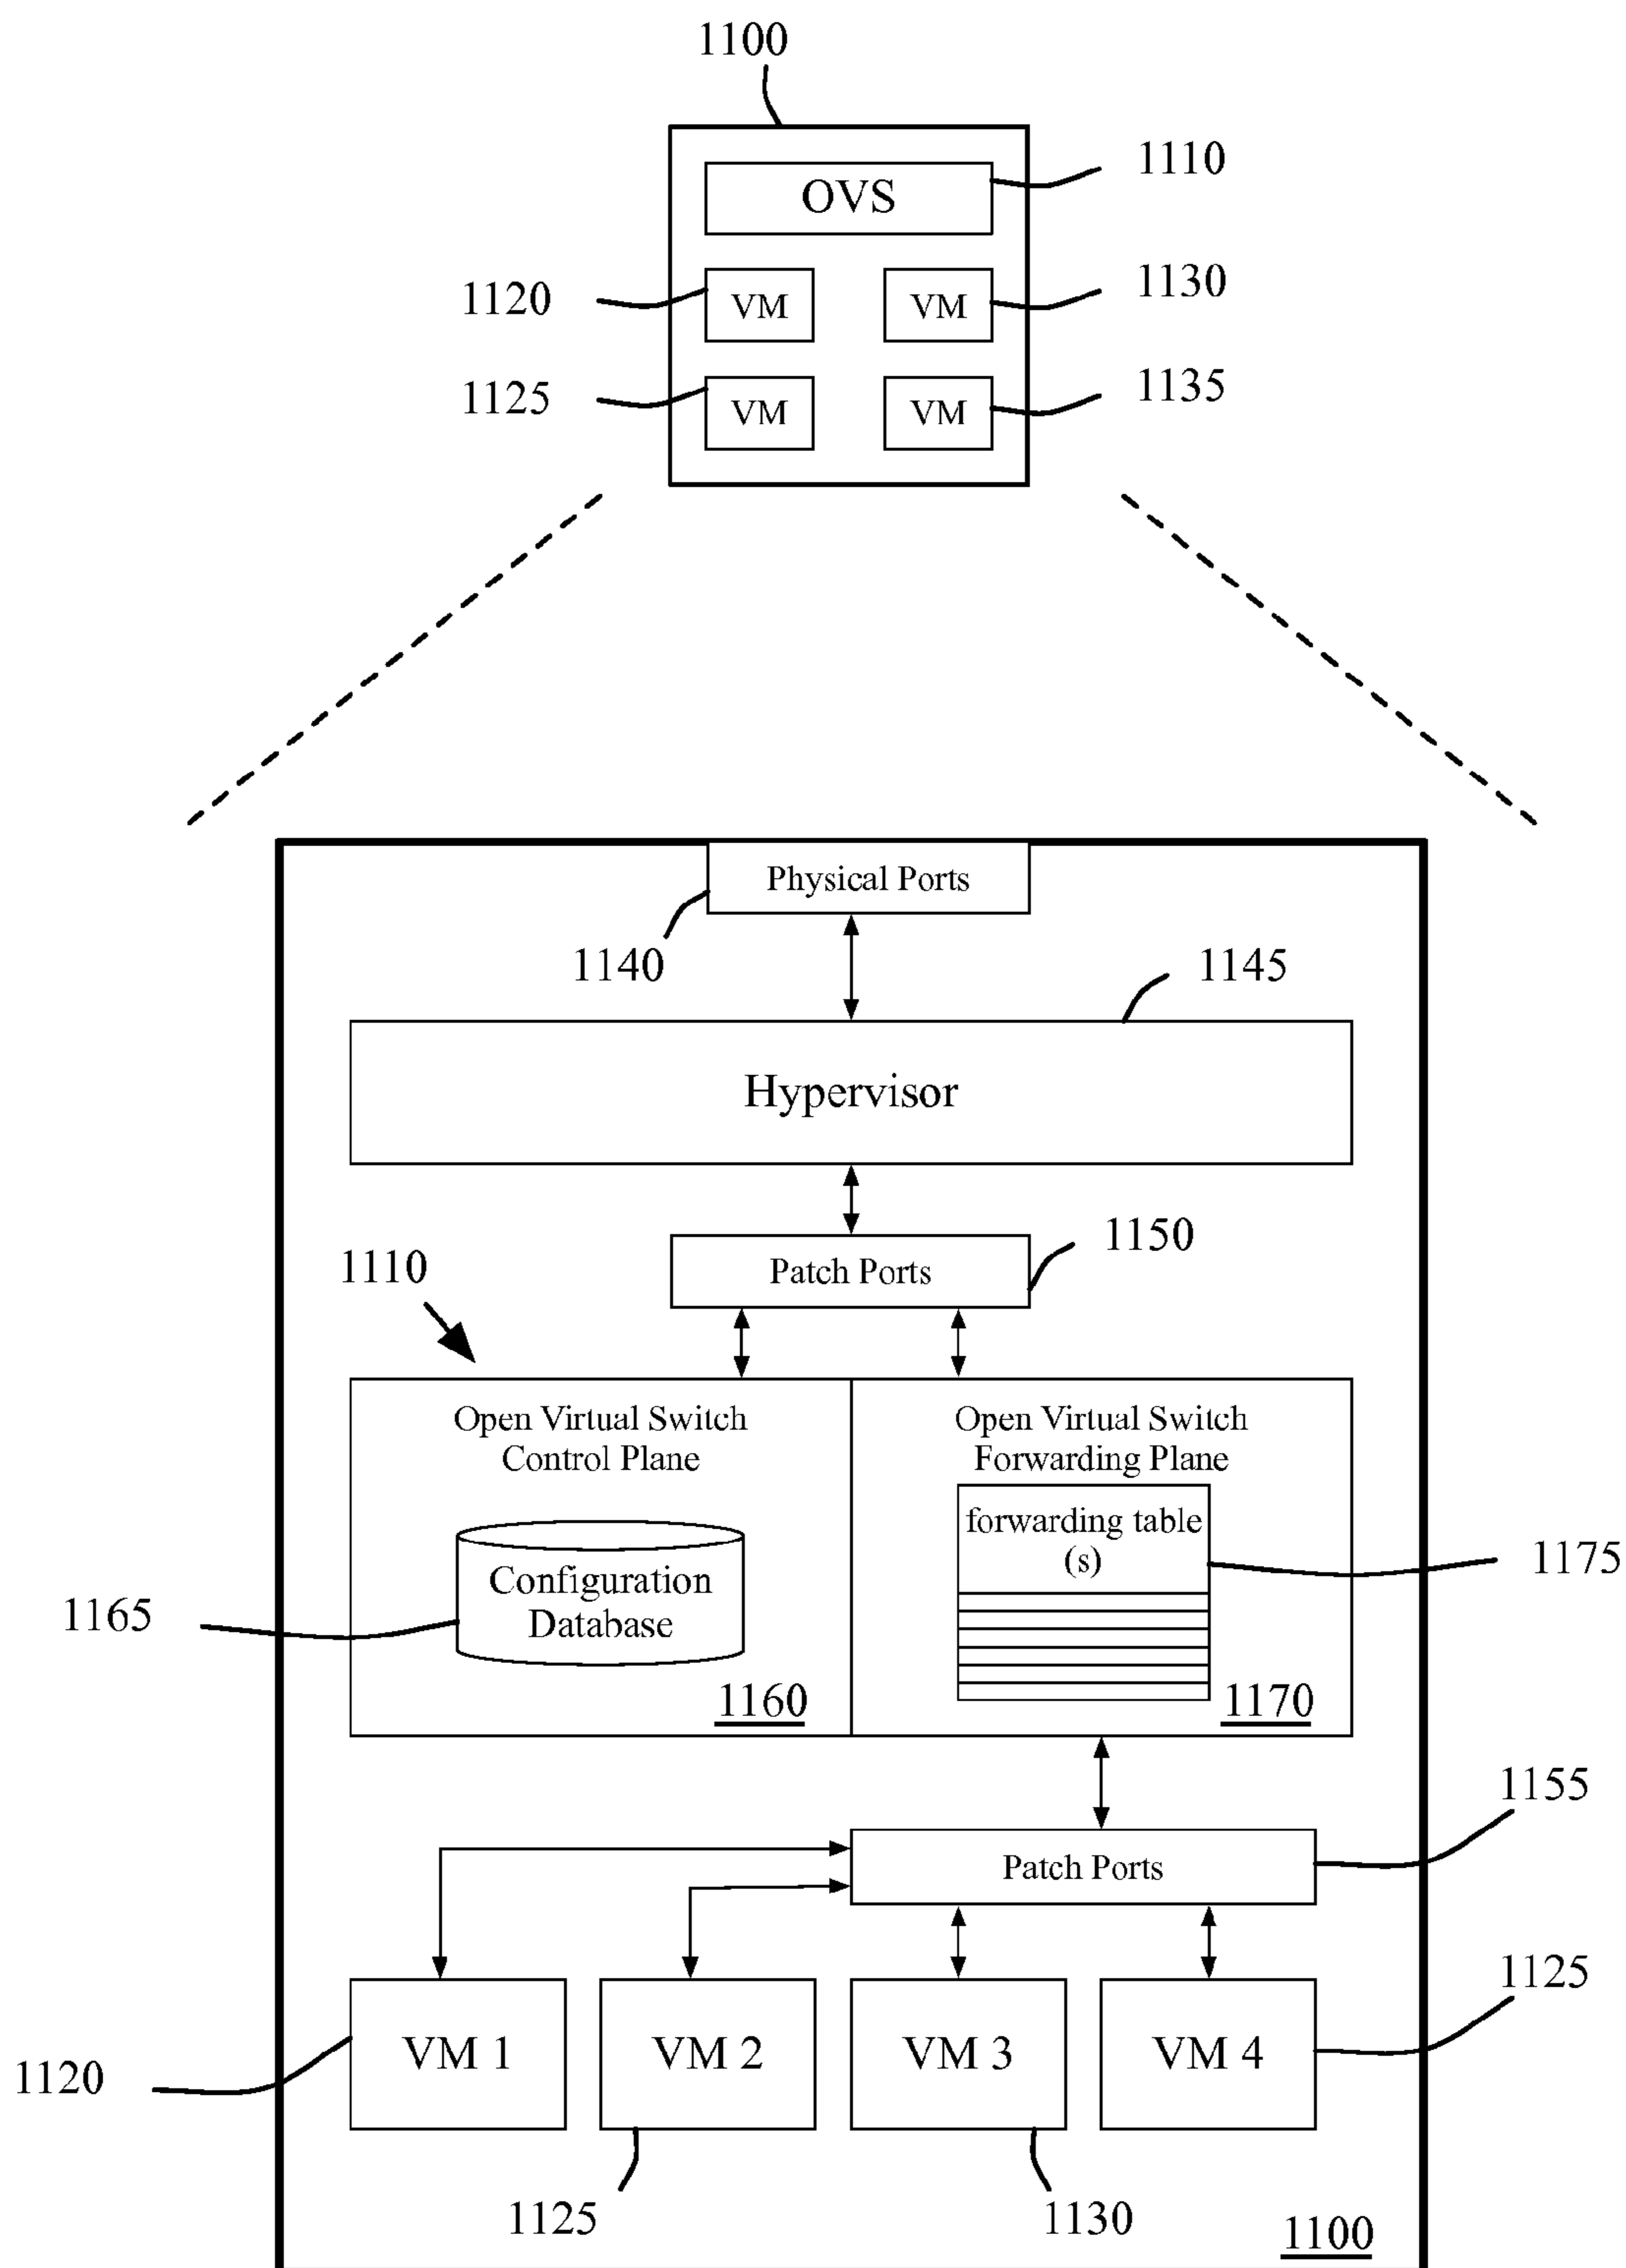 1100
1110
OVS
1120
VM
VM
1130
1125
VM
VM
1135
Physical Ports
1140
1145
Hypervisor
1150
Patch Ports
1110
Open Virtual Switch
Control Plane
Open Virtual Switch
Forwarding Plane
forwarding table
(s)
Configuration
Database
1175
1165
1160
1170
1155
Patch Ports
1125
VM 1
VM 2
VM 3
VM 4
1120
1125
1130
1100